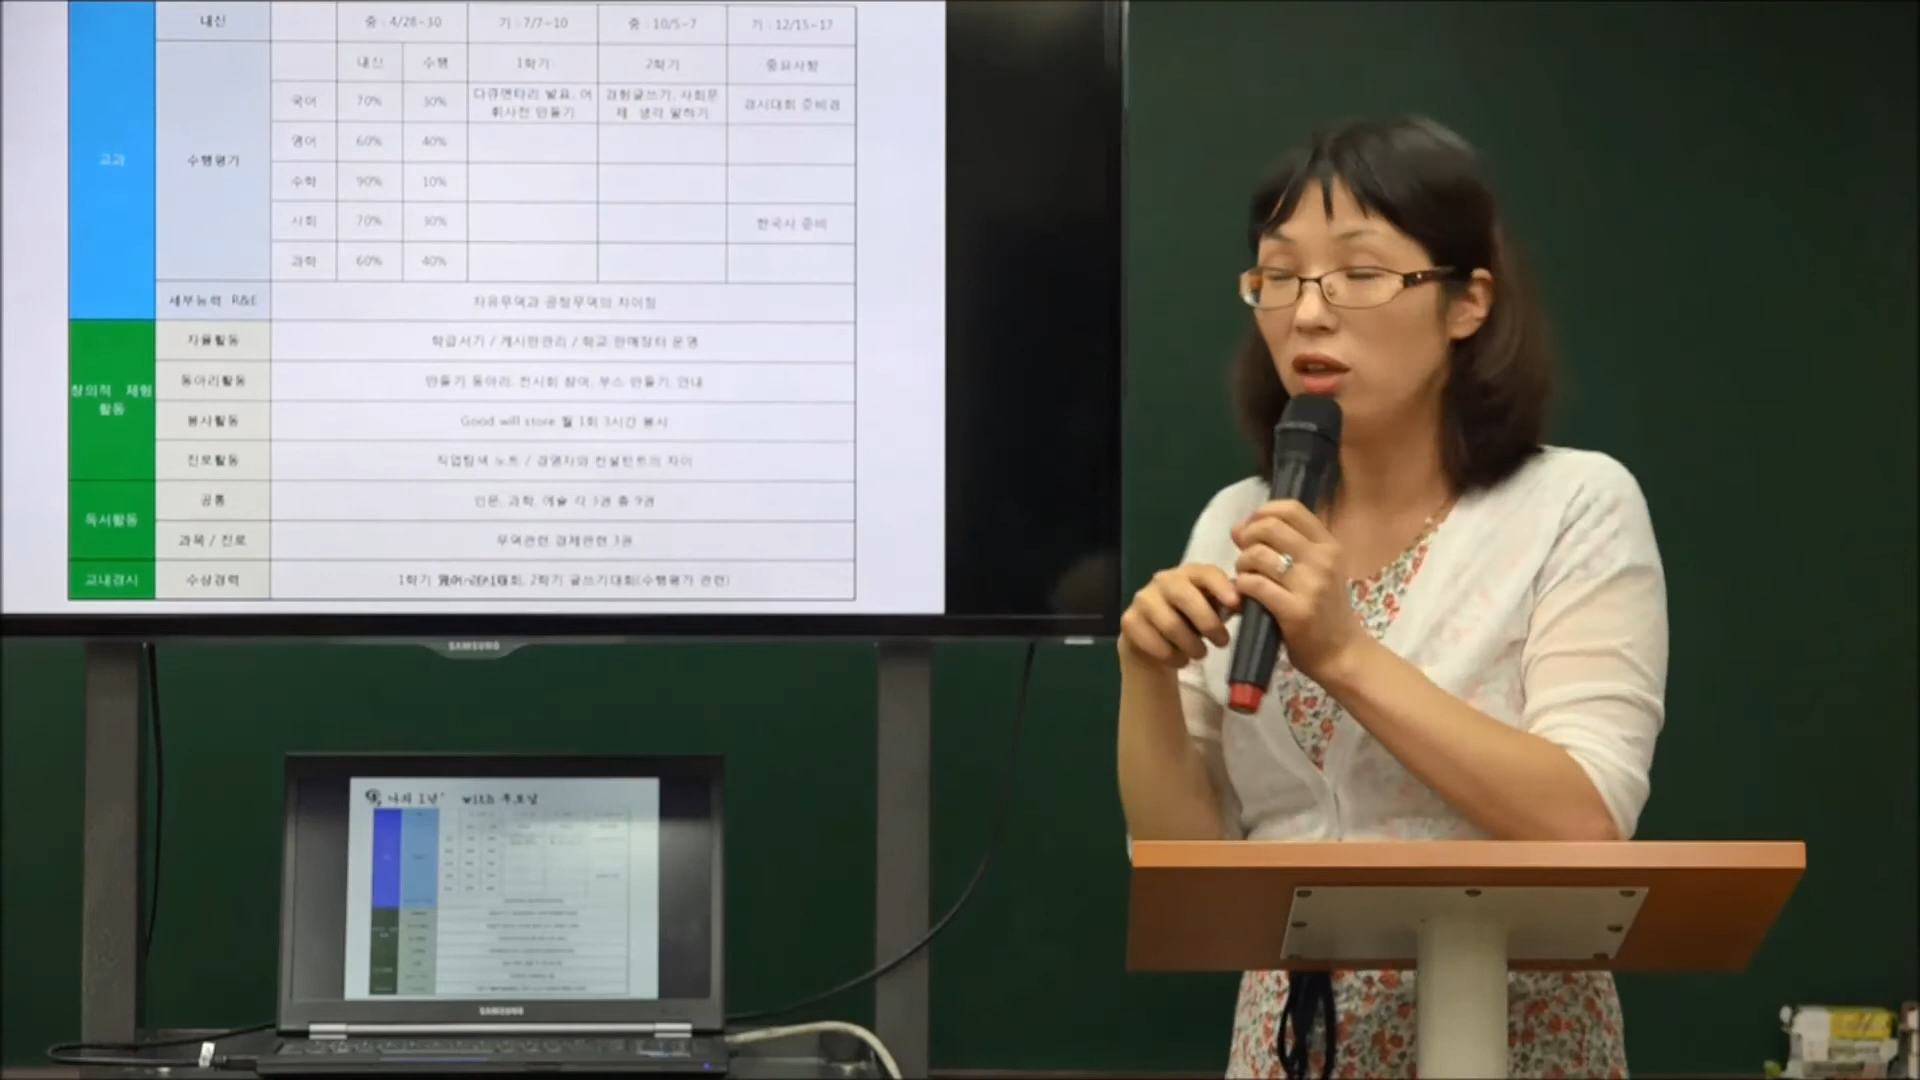 내신 중 : 4/28~30 기 : 7/7~10 중 : 10/5~7 기 : 12/15~17
내신 수행 1학기 2학기 중요사항
교과 수행평가
국어 70% 30% 다큐멘타리 발표, 어휘사전 만들기 경험글쓰기, 사회문제 생각 말하기 경시대회 준비겸
영어 60% 40%
수학 90% 10%
사회 70% 30% 한국사 준비
과학 60% 40%
세부능력 R&E 자유무역과 공정무역의 차이점
창의적 체험
활동
자율활동 학급서기 / 게시판관리 / 학교 판매장터 운영
동아리활동 만들기 동아리, 전시회 참여, 부스 만들기, 안내
봉사활동 Good will store 월 1회 3시간 봉사
진로활동 직업탐색 노트 / 경영자와 컨설턴트의 차이
독서활동
공통 인문, 과학, 예술 각 3권 총 9권
과목 / 진로 무역관련 경제관련 3권
교내경시 수상경력 1학기 2학기 글쓰기대회(수행평가 관련)
SAMSUNG
나의 1년 with
SAMSUNG